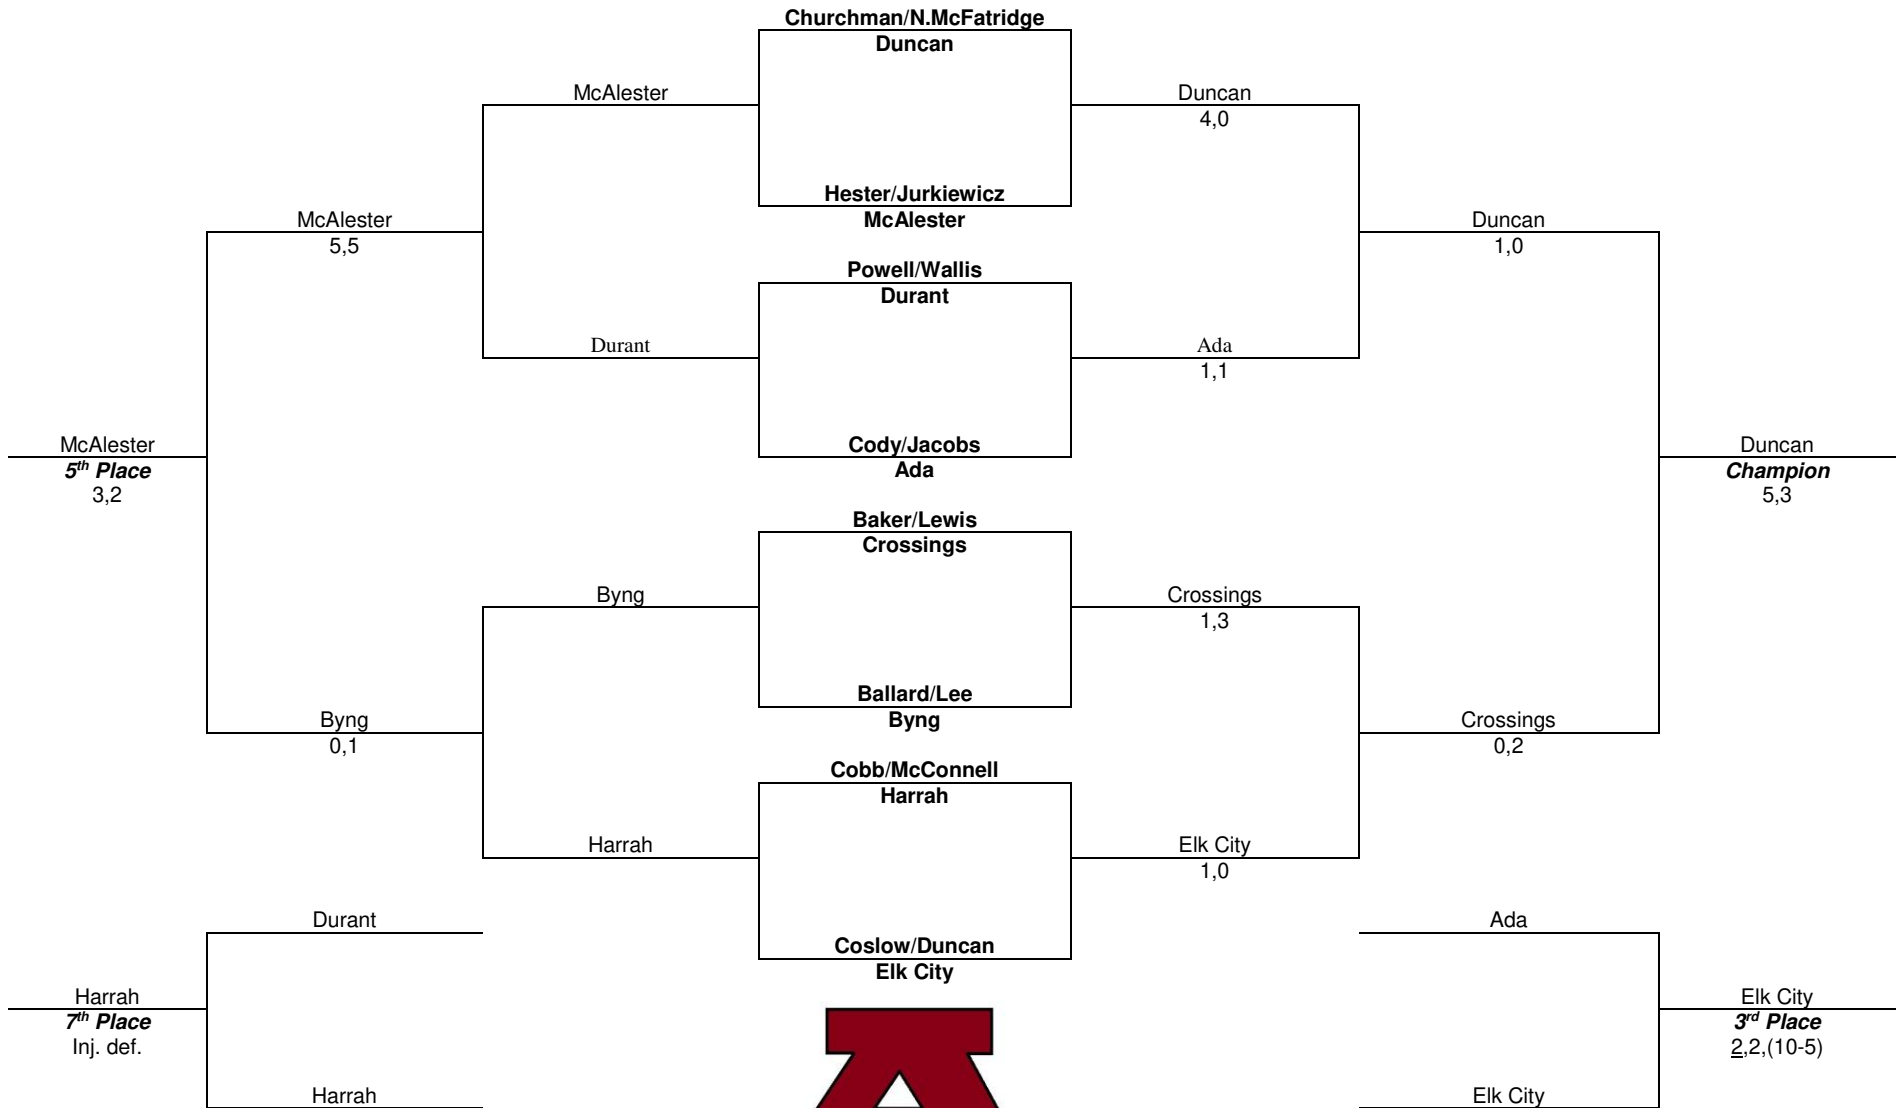 Churchman/N.McFatridge
Duncan
McAlester
Duncan
4,0
Hester/Jurkiewicz
McAlester
McAlester
5,5
Duncan
1,0
Powell/Wallis
Durant
Durant
Ada
1,1
McAlester
5th Place
3,2
Cody/Jacobs
Ada
Duncan
Champion
5,3
Baker/Lewis
Crossings
Byng
Crossings
1,3
Ballard/Lee
Byng
Byng
0,1
Crossings
0,2
Cobb/McConnell
Harrah
Harrah
Elk City
1,0
Durant
Ada
Coslow/Duncan
Elk City
Harrah
7th Place
Inj. def.
Elk City
3rd Place
2,2,(10-5)
Harrah
Elk City